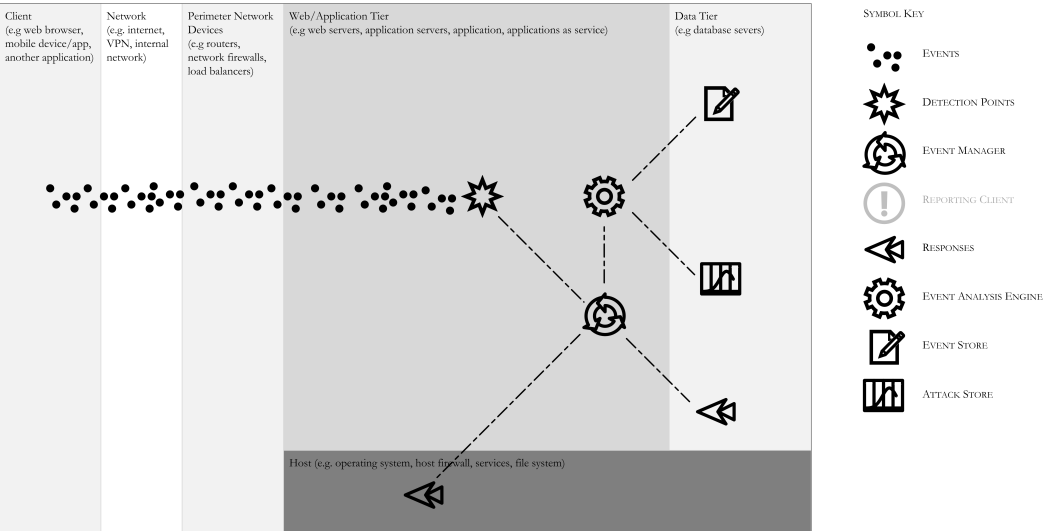 Client
(e.g web browser,
mobile device/app,
another application)
Network
(e.g. internet,
VPN, internal
network)
Perimeter Network
Devices
(e.g routers,
network firewalls,
load balancers)
Web/Application Tier
(e.g web servers, application servers, application, applications as service)
Data Tier
(e.g database severs)
Host (e.g. operating system, host firewall, services, file system)
SYMBOL KEY
EVENTS
DETECTION POINTS
EVENT MANAGER
REPORTING CLIENT
RESPONSES
EVENT ANALYSIS ENGINE
EVENT STORE
ATTACK STORE